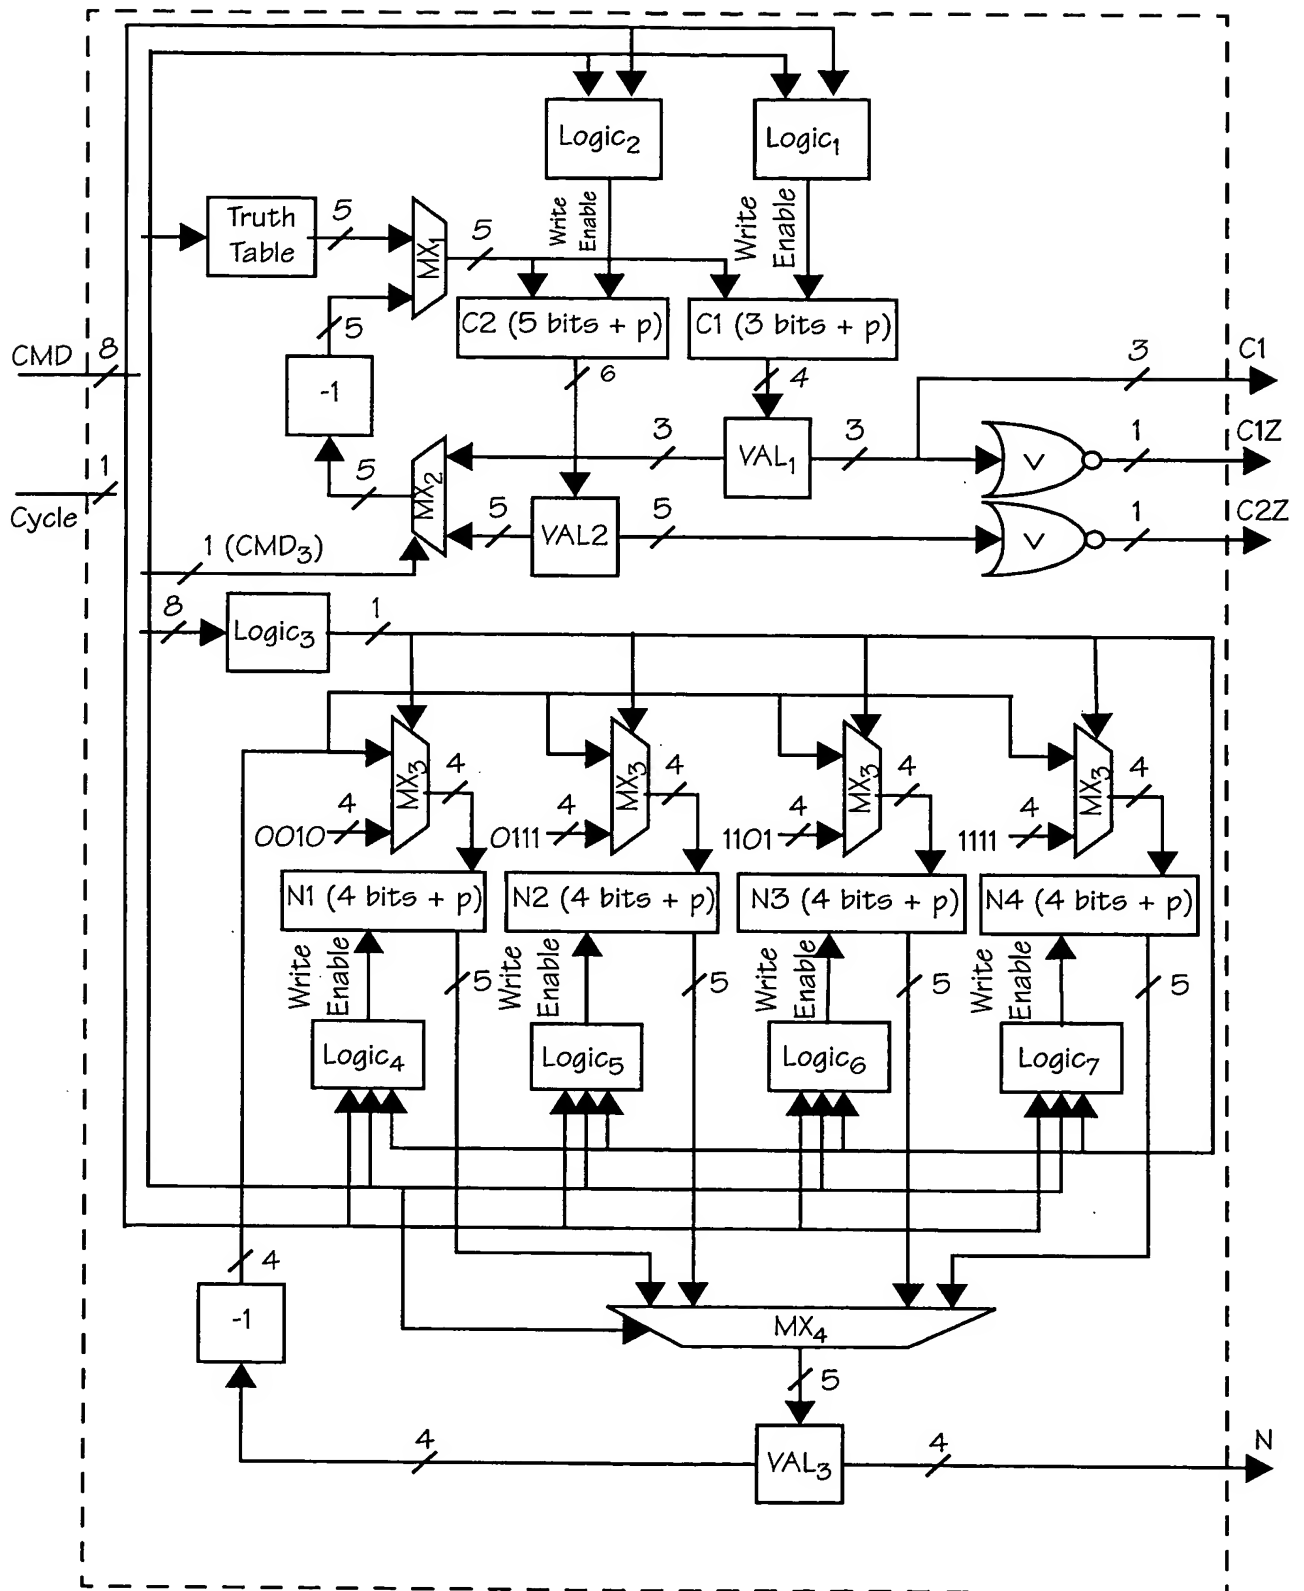 Logic2
Logic1
Write
Enable
Write
Enable
Truth
Table
5
MX1
5
C2 (5 bits + p)
C1 (3 bits + p)
5
CMD
8
-1
6
4
3
C1
1
Cycle
5
MX2
3
VAL1
3
V
1
C1Z
5
VAL2
5
V
1
C2Z
1 (CMD3)
8
Logic3
1
MX3
4
MX3
4
MX3
4
MX3
4
4
0010
4
0111
4
1101
4
1111
N1 (4 bits + p)
N2 (4 bits + p)
N3 (4 bits + p)
N4 (4 bits + p)
Write
Enable
5
Write
Enable
5
Write
Enable
5
Write
Enable
5
Logic4
Logic5
Logic6
Logic7
4
-1
MX4
5
4
VAL3
4
N